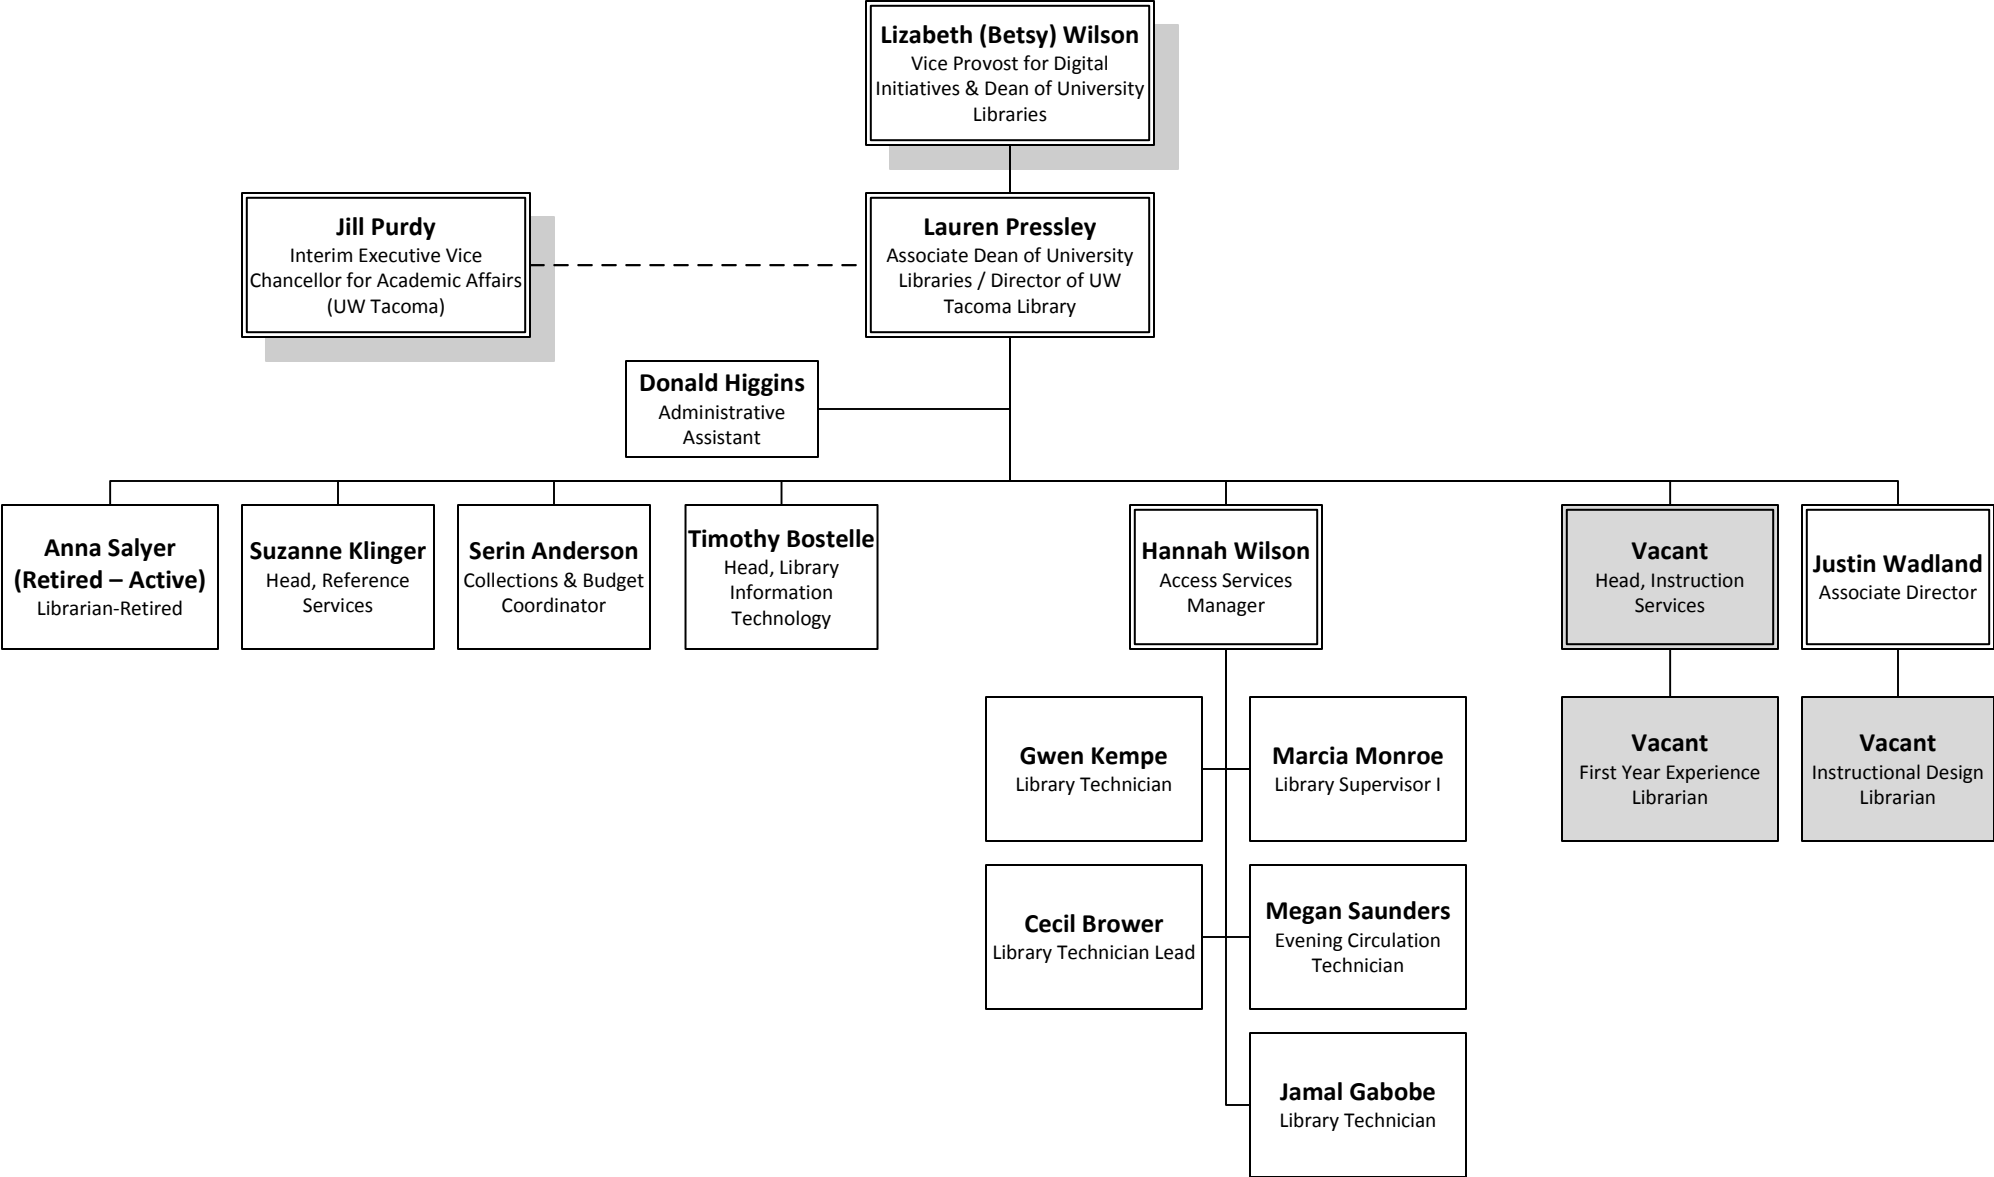 Lizabeth (Betsy) Wilson
Vice Provost for Digital
Initiatives & Dean of University
Libraries
Jill Purdy
Interim Executive Vice
Chancellor for Academic Affairs
(UW Tacoma)
Lauren Pressley
Associate Dean of University
Libraries / Director of UW
Tacoma Library
Donald Higgins
Administrative
Assistant
Anna Salyer
(Retired – Active)
Librarian-Retired
Suzanne Klinger
Head, Reference
Services
Serin Anderson
Collections & Budget
Coordinator
Timothy Bostelle
Head, Library
Information
Technology
Hannah Wilson
Access Services
Manager
Vacant
Head, Instruction
Services
Justin Wadland
Associate Director
Gwen Kempe
Library Technician
Marcia Monroe
Library Supervisor I
Vacant
First Year Experience
Librarian
Vacant
Instructional Design
Librarian
Cecil Brower
Library Technician Lead
Megan Saunders
Evening Circulation
Technician
Jamal Gabobe
Library Technician